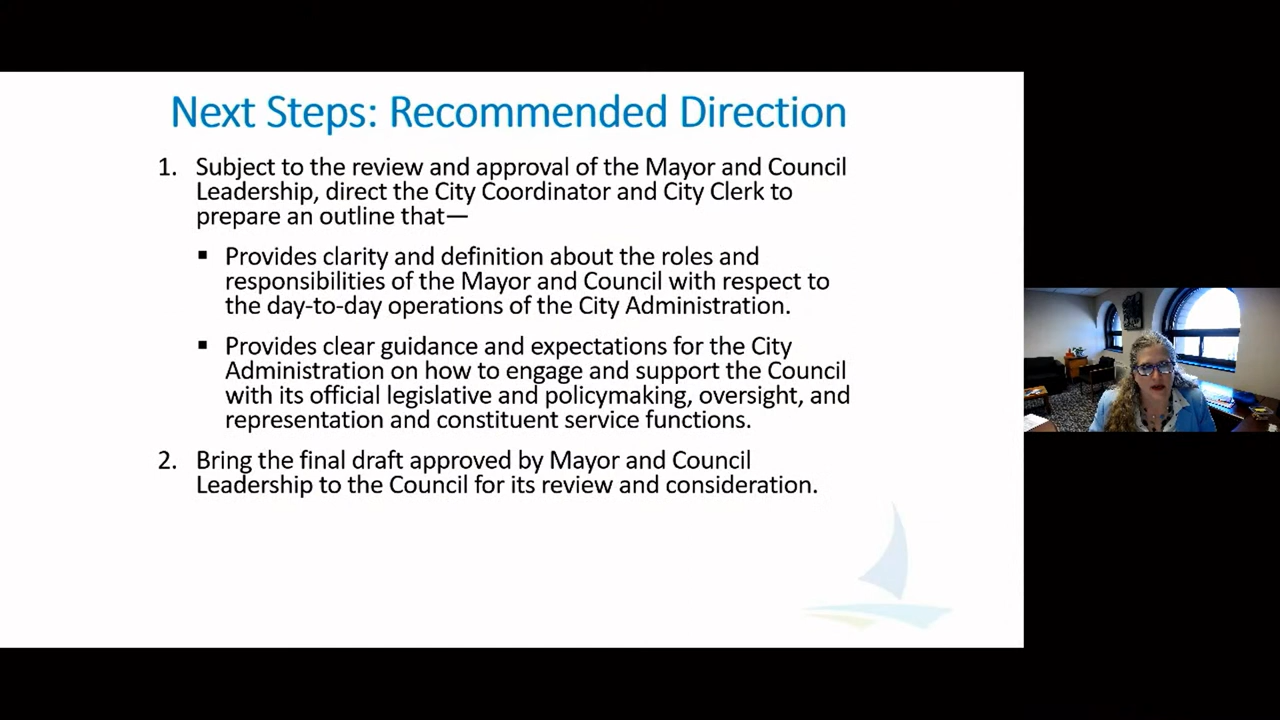 Next Steps: Recommended Direction
1. Subject to the review and approval of the Mayor and Council
Leadership, direct the City Coordinator and City Clerk to
prepare an outline that—
▪ Provides clarity and definition about the roles and
responsibilities of the Mayor and Council with respect to
the day-to-day operations of the City Administration.
▪ Provides clear guidance and expectations for the City
Administration on how to engage and support the Council
with its official legislative and policymaking, oversight, and
representation and constituent service functions.
2. Bring the final draft approved by Mayor and Council
Leadership to the Council for its review and consideration.